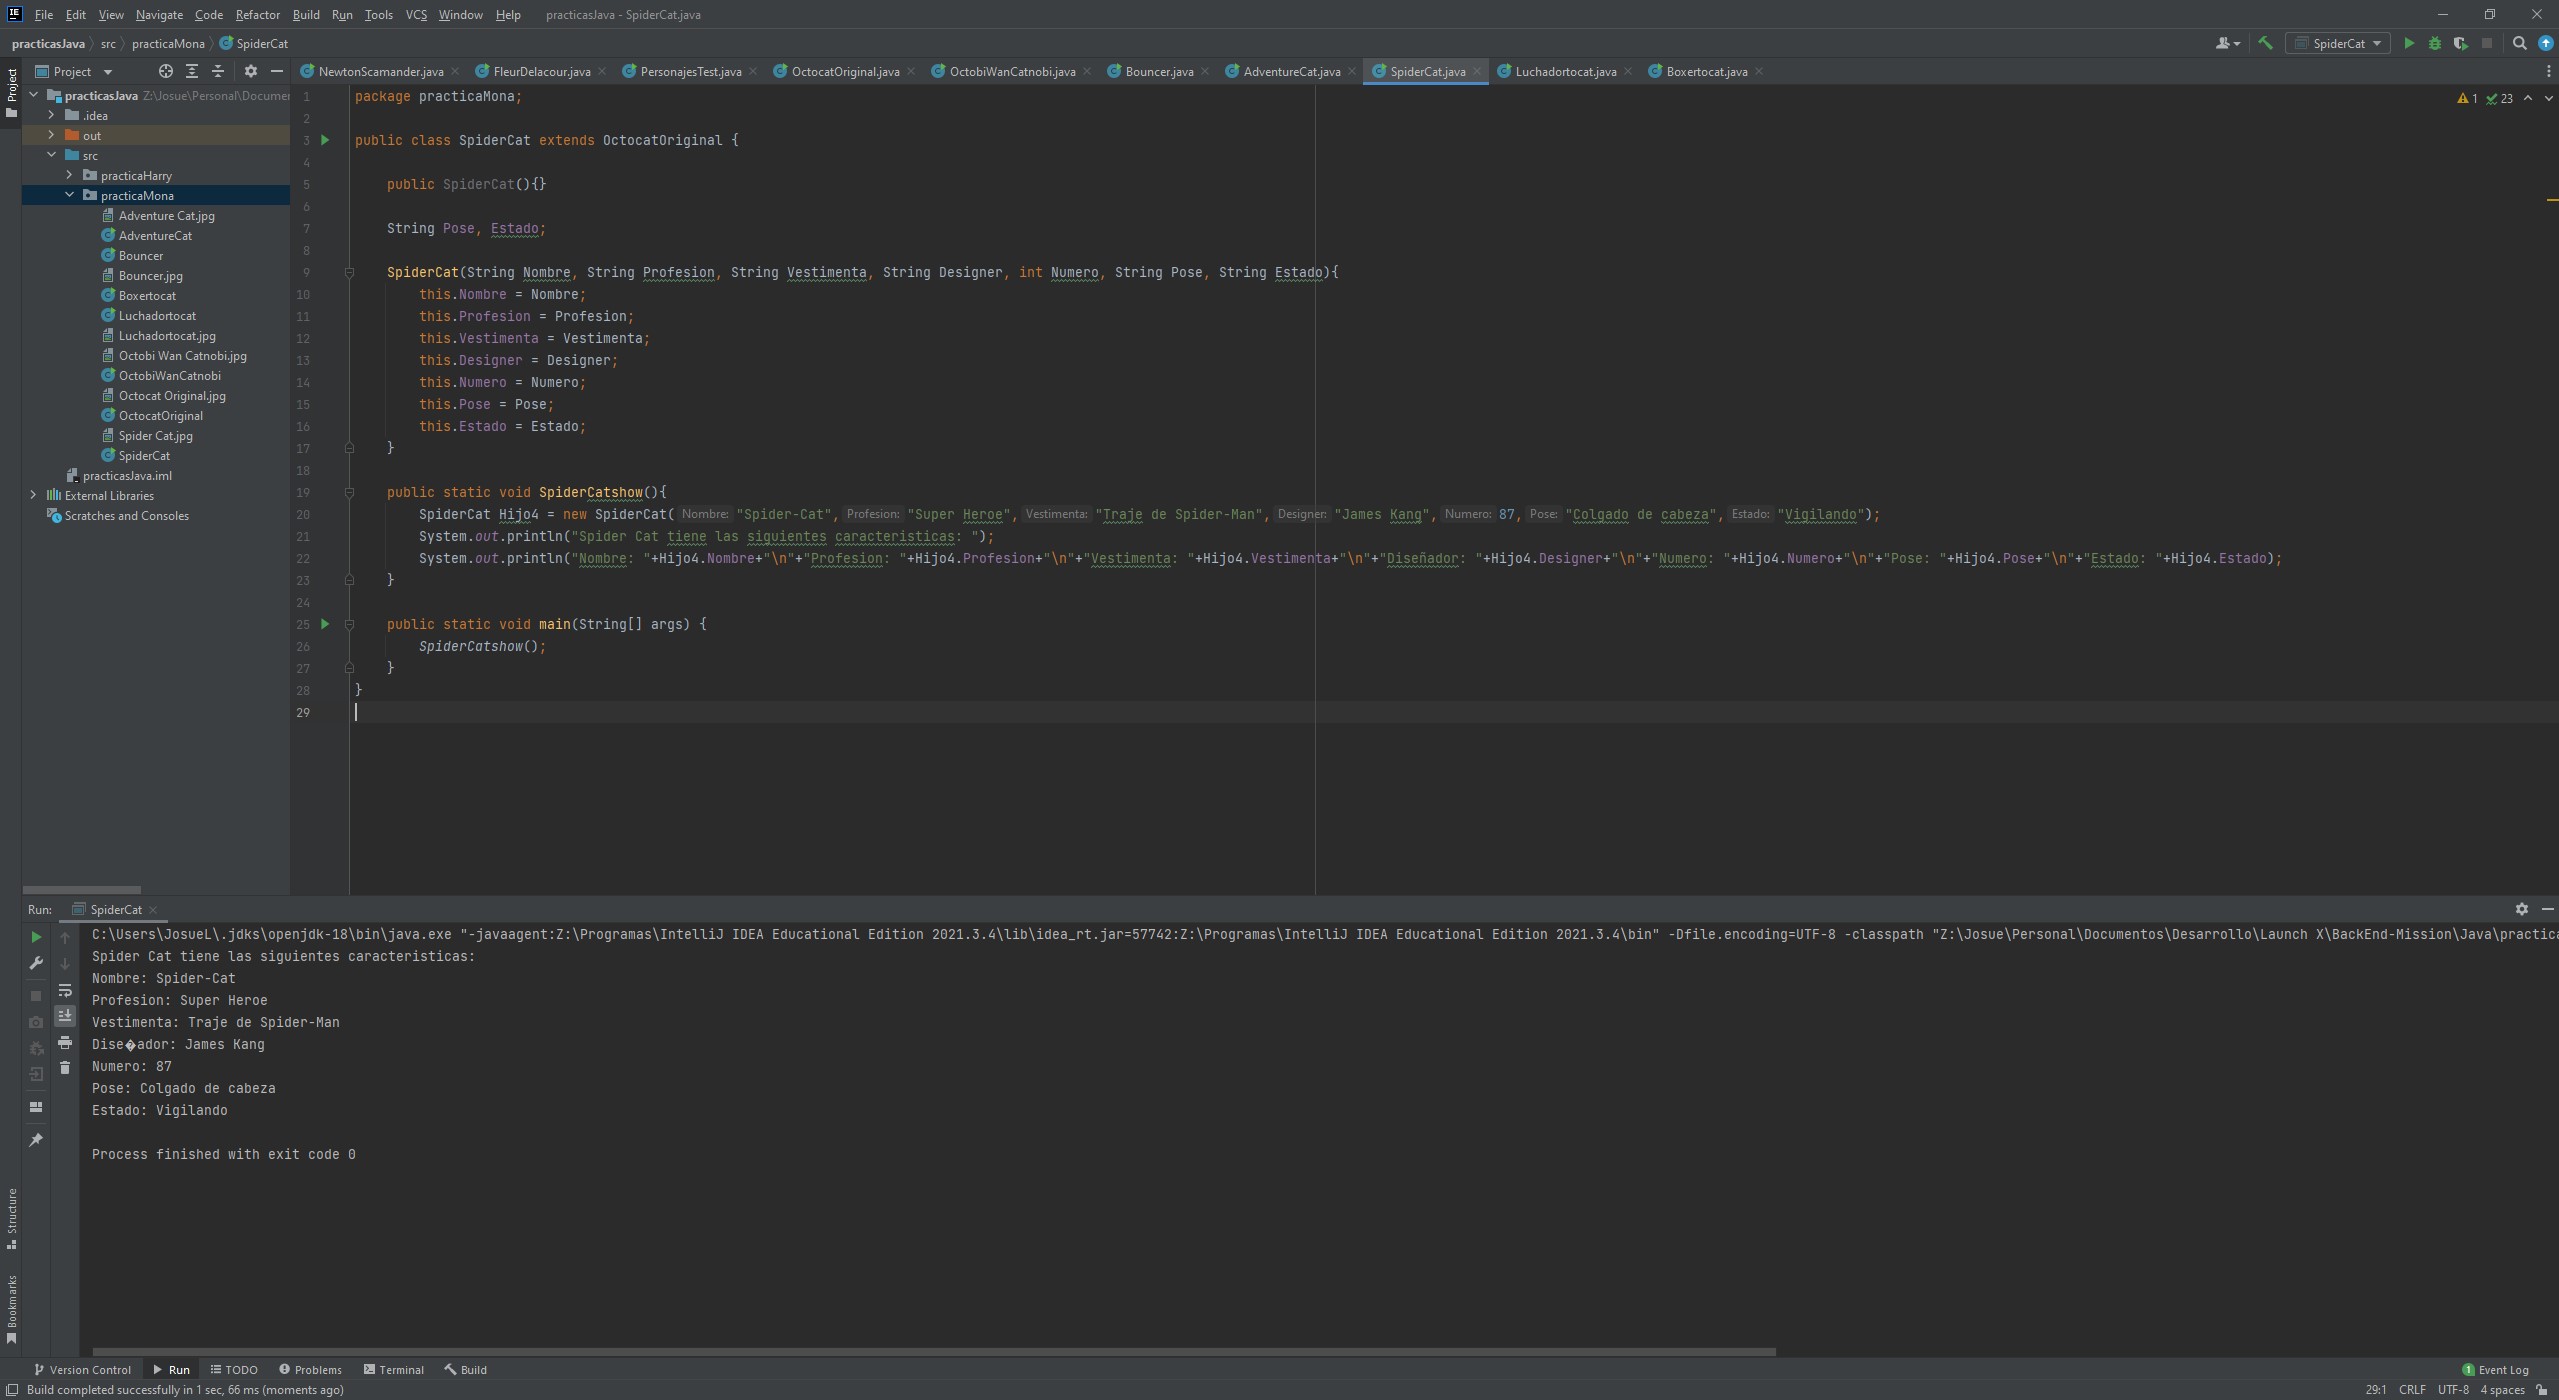 File Edit View Navigate Code Refactor Build Run Tools VCS Window Help practicasJava - SpiderCat.java
practicasJava src practicaMona SpiderCat
SpiderCat
Project
NewtonScamander.java FleurDelacour.java PersonajesTest.java OctocatOriginal.java OctobiWanCatnobi.java Bouncer.java AdventureCat.java SpiderCat.java Luchadortocat.java Boxertocat.java
Project
practicasJava Z:\Josue\Personal\Documen
.idea
out
src
practicaHarry
practicaMona
Adventure Cat.jpg
AdventureCat
Bouncer
Bouncer.jpg
Boxertocat
Luchadortocat
Luchadortocat.jpg
Octobi Wan Catnobi.jpg
OctobiWanCatnobi
Octocat Original.jpg
OctocatOriginal
Spider Cat.jpg
SpiderCat
practicasJava.iml
External Libraries
Scratches and Consoles
1 package practicaMona;
1 23
2
3 public class SpiderCat extends OctocatOriginal {
4
5 public SpiderCat(){}
6
7 String Pose, Estado;
8
9 SpiderCat(String Nombre, String Profesion, String Vestimenta, String Designer, int Numero, String Pose, String Estado){
10 this.Nombre = Nombre;
11 this.Profesion = Profesion;
12 this.Vestimenta = Vestimenta;
13 this.Designer = Designer;
14 this.Numero = Numero;
15 this.Pose = Pose;
16 this.Estado = Estado;
17 }
18
19 public static void SpiderCatshow(){
20 SpiderCat Hijo4 = new SpiderCat( Nombre: "Spider-Cat", Profesion: "Super Heroe", Vestimenta: "Traje de Spider-Man", Designer: "James Kang", Numero: 87, Pose: "Colgado de cabeza", Estado: "Vigilando");
21 System.out.println("Spider Cat tiene las siguientes caracteristicas: ");
22 System.out.println("Nombre: "+Hijo4.Nombre+"\n"+"Profesion: "+Hijo4.Profesion+"\n"+"Vestimenta: "+Hijo4.Vestimenta+"\n"+"Diseñador: "+Hijo4.Designer+"\n"+"Numero: "+Hijo4.Numero+"\n"+"Pose: "+Hijo4.Pose+"\n"+"Estado: "+Hijo4.Estado);
23 }
24
25 public static void main(String[] args) {
26 SpiderCatshow();
27 }
28 }
29
Run: SpiderCat
C:\Users\JosueL\.jdks\openjdk-18\bin\java.exe "-javaagent:Z:\Programas\IntelliJ IDEA Educational Edition 2021.3.4\lib\idea_rt.jar=57742:Z:\Programas\IntelliJ IDEA Educational Edition 2021.3.4\bin" -Dfile.encoding=UTF-8 -classpath "Z:\Josue\Personal\Documentos\Desarrollo\Launch X\BackEnd-Mission\Java\practica
Spider Cat tiene las siguientes caracteristicas:
Nombre: Spider-Cat
Profesion: Super Heroe
Vestimenta: Traje de Spider-Man
Dise�ador: James Kang
Numero: 87
Pose: Colgado de cabeza
Estado: Vigilando
Process finished with exit code 0
Structure
Bookmarks
Version Control Run TODO Problems Terminal Build 1 Event Log
Build completed successfully in 1 sec, 66 ms (moments ago) 29:1 CRLF UTF-8 4 spaces